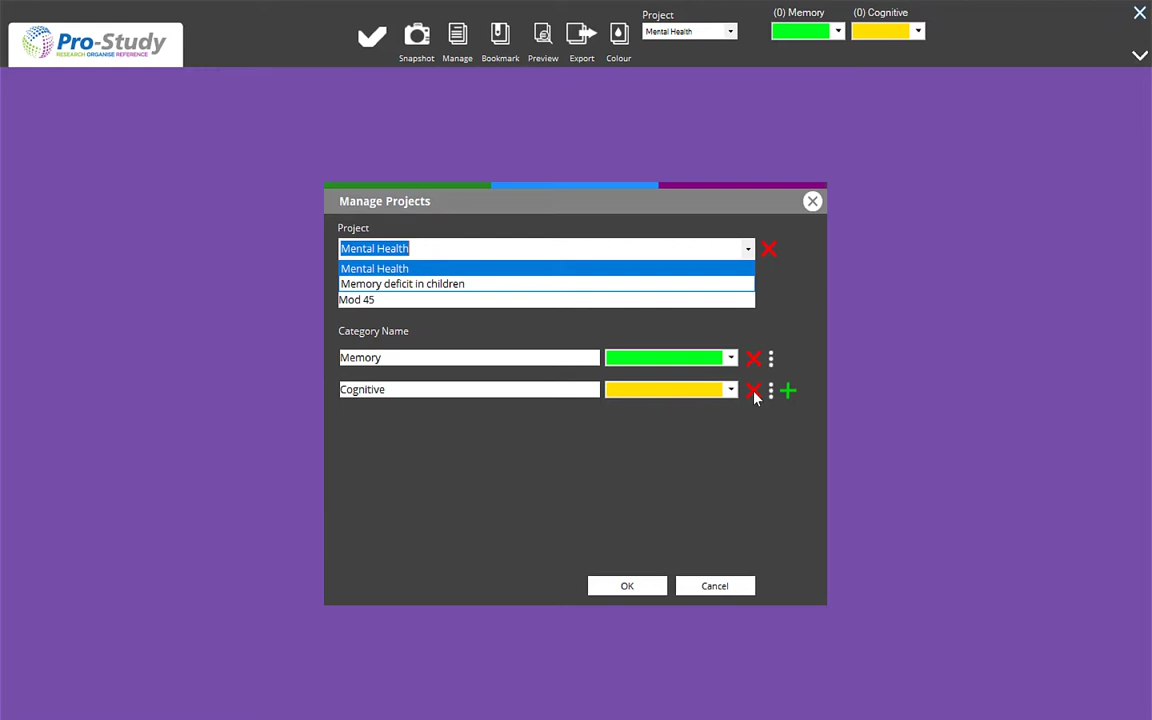 Pro-Study
RESEARCH ORGANISE REFERENCE
Snapshot
Manage
Bookmark
Preview
Export
Colour
Project
Mental Health
(0) Memory
(0) Cognitive
Manage Projects
Project
Mental Health
Mental Health
Memory deficit in children
Mod 45
Category Name
Memory
Cognitive
OK
Cancel